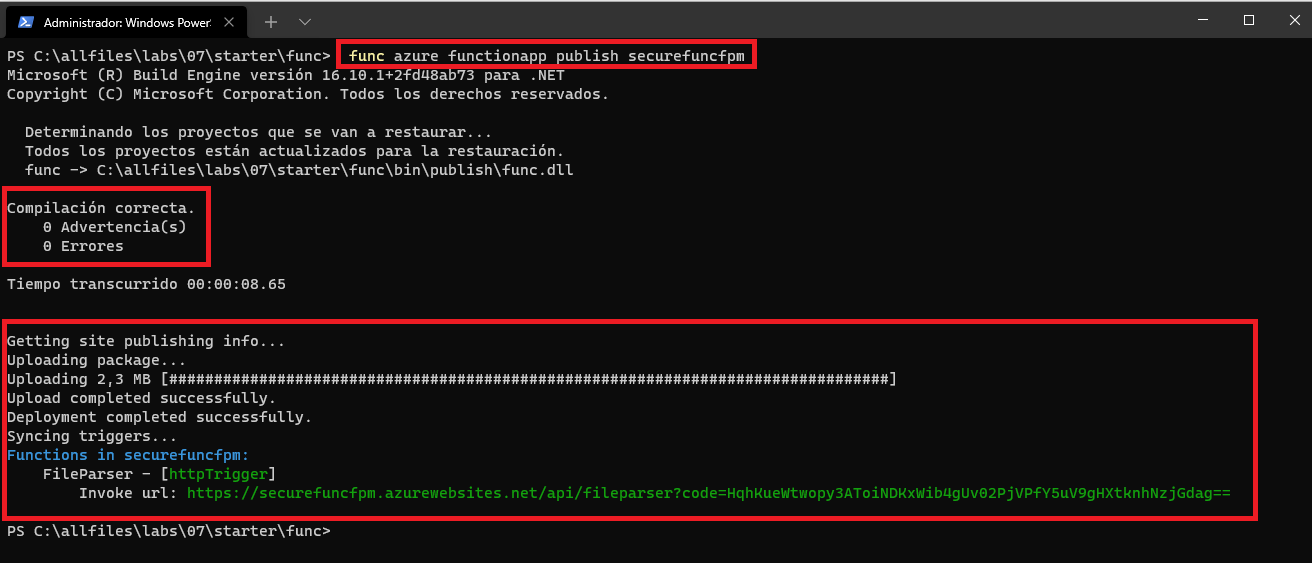 Administrador: Windows Power
PS C:\allfiles\labs\07\starter\func> func azure functionapp publish securefuncfpm
Microsoft (R) Build Engine versión 16.10.1+2fd48ab73 para .NET
Copyright (C) Microsoft Corporation. Todos los derechos reservados.
Determinando los proyectos que se van a restaurar...
Todos los proyectos están actualizados para la restauración.
func -> C:\allfiles\labs\07\starter\func\bin\publish\func.dll
Compilación correcta.
0 Advertencia(s)
0 Errores
Tiempo transcurrido 00:00:08.65
Getting site publishing info...
Uploading package...
Uploading 2,3 MB [################################################################################]
Upload completed successfully.
Deployment completed successfully.
Syncing triggers...
Functions in securefuncfpm:
FileParser - [httpTrigger]
Invoke url: https://securefuncfpm.azurewebsites.net/api/fileparser?code=HqhKueWtwopy3AToiNDKxWib4gUv02PjVPfY5uV9gHXtknhNzjGdag==
PS C:\allfiles\labs\07\starter\func>